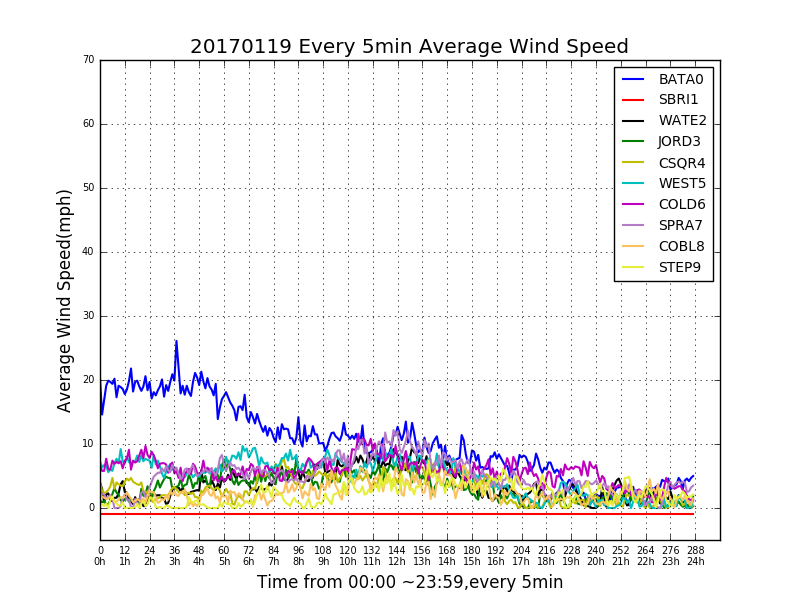 20170119 Every 5min Average Wind Speed
70
60
50
40
30
20
10
0
Average Wind Speed(mph)
BATA0
SBRI1
WATE2
JORD3
CSQR4
WEST5
COLD6
SPRA7
COBL8
STEP9
0 12 24 36 48 60 72 84 96 108 120 132 144 156 168 180 192 204 216 228 240 252 264 276 288
0h 1h 2h 3h 4h 5h 6h 7h 8h 9h 10h 11h 12h 13h 14h 15h 16h 17h 18h 19h 20h 21h 22h 23h 24h
Time from 00:00 ~23:59,every 5min